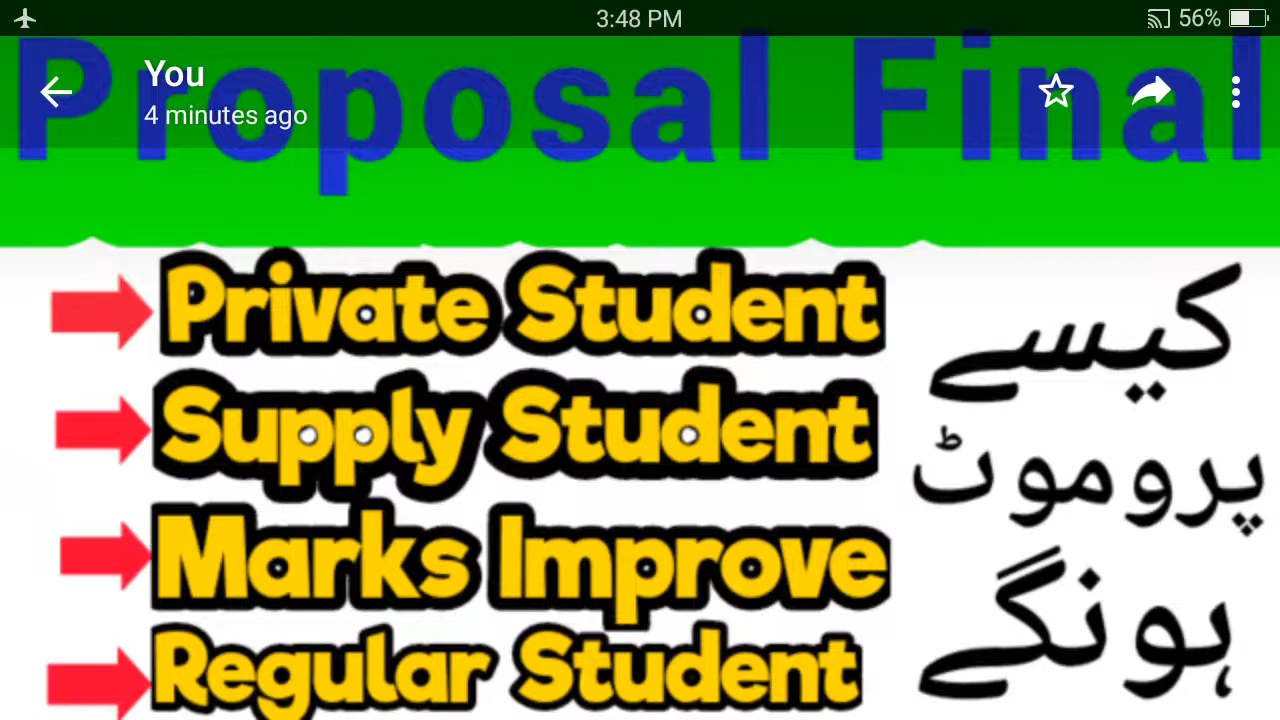 3:48 PM
56%
You
4 minutes ago
Proposal Final
Private Student
Supply Student
Marks Improve
Regular Student
کیسے
پروموٹ
ہونگے